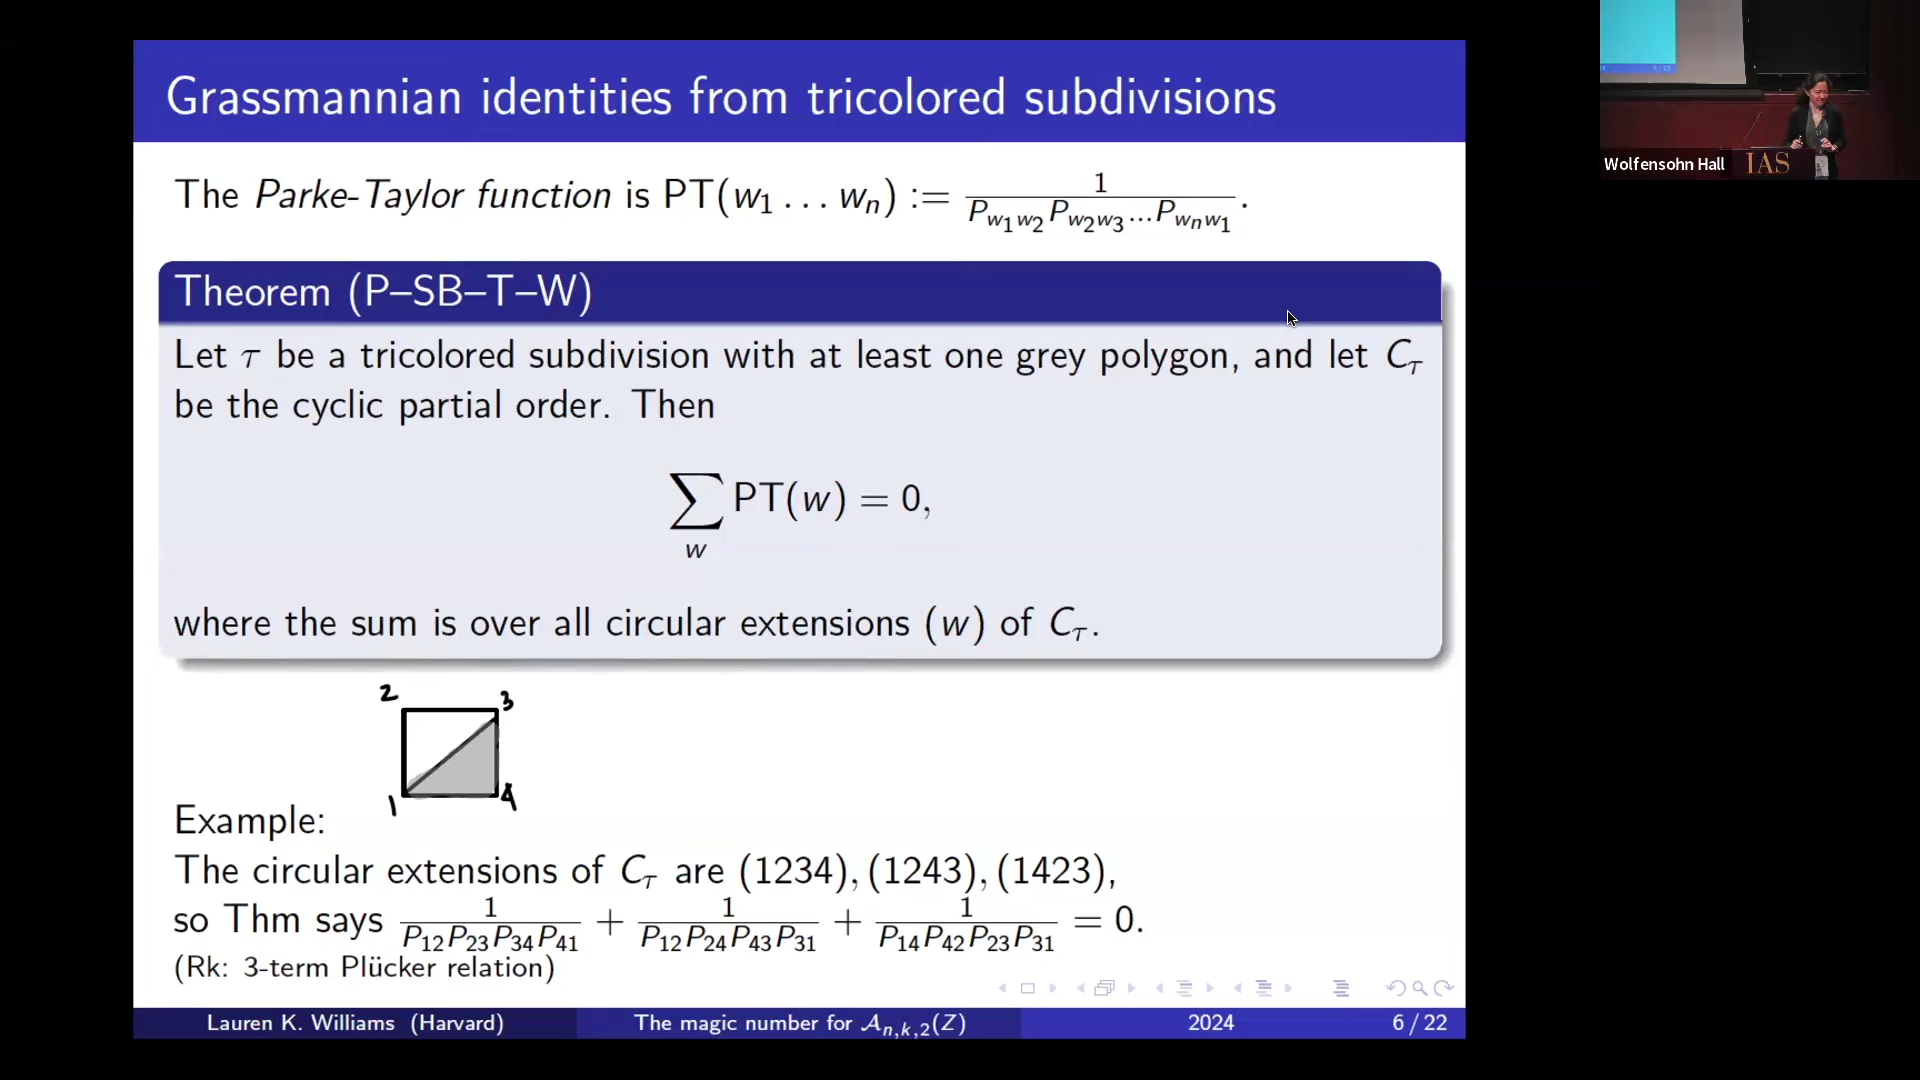 Grassmannian identities from tricolored subdivisions
The Parke-Taylor function is PT(w₁ … wₙ) := 1 / P_{w₁w₂} P_{w₂w₃} … P_{wₙw₁}.
Theorem (P–SB–T–W)
Let τ be a tricolored subdivision with at least one grey polygon, and let C_τ
be the cyclic partial order. Then
∑_w PT(w) = 0,
where the sum is over all circular extensions (w) of C_τ.
2 3
1 4
Example:
The circular extensions of C_τ are (1234), (1243), (1423),
so Thm says 1 / P₁₂P₂₃P₃₄P₄₁ + 1 / P₁₂P₂₄P₄₃P₃₁ + 1 / P₁₄P₄₂P₂₃P₃₁ = 0.
(Rk: 3-term Plücker relation)
Lauren K. Williams (Harvard) The magic number for 𝒜_{n,k,2}(Z) 2024 6 / 22
Wolfensohn Hall
IAS